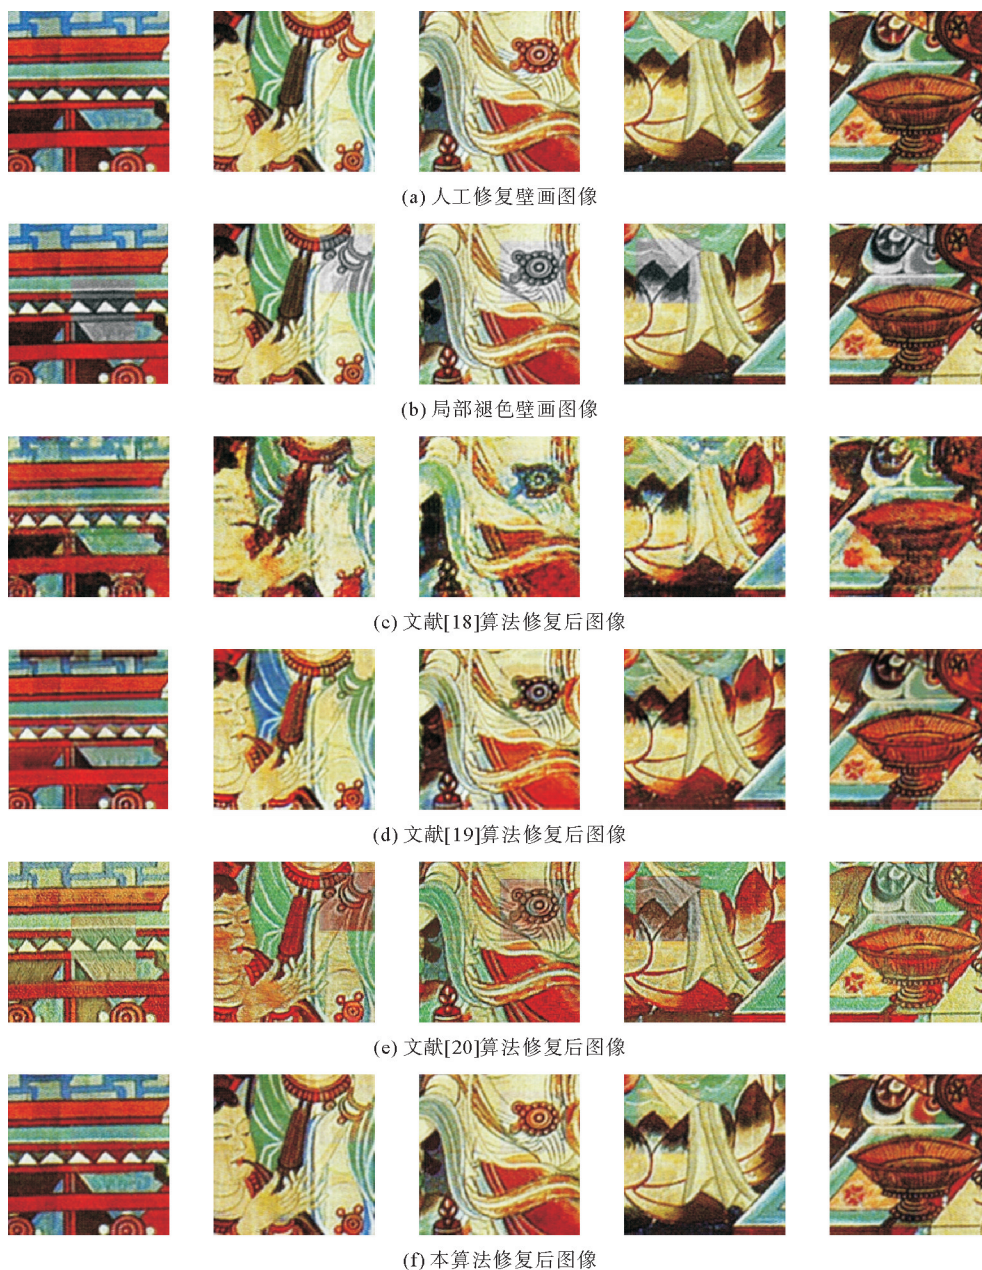 (a) 人工修复壁画图像
(b) 局部褪色壁画图像
(c) 文献[18]算法修复后图像
(d) 文献[19]算法修复后图像
(e) 文献[20]算法修复后图像
(f) 本算法修复后图像